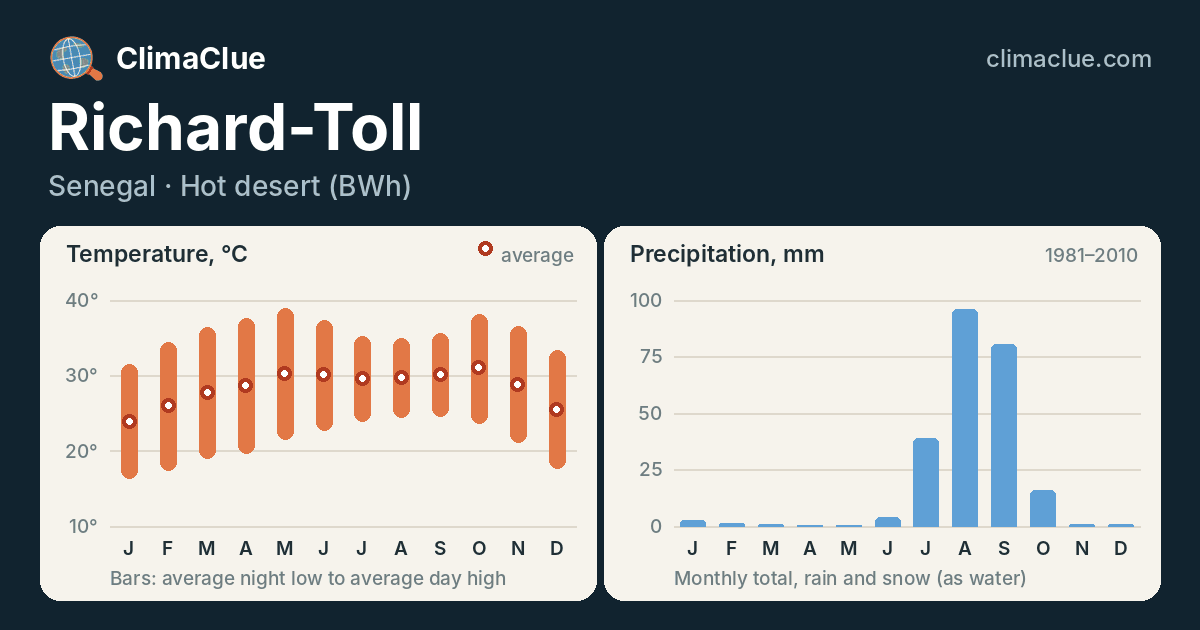 ClimaClue
climaclue.com
Richard-Toll
Senegal · Hot desert (BWh)
Temperature, °C
average
40°
30°
20°
10°
J F M A M J J A S O N D
Bars: average night low to average day high
Precipitation, mm
1981–2010
100
75
50
25
0
J F M A M J J A S O N D
Monthly total, rain and snow (as water)